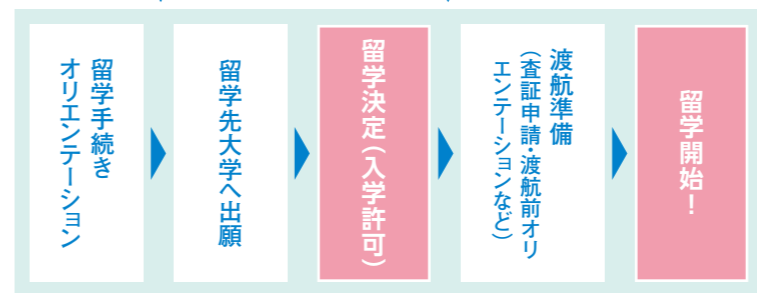 留学手続き
オリエンテーション
留学先大学へ出願
留学決定（入学許可）
渡航準備
（査証申請・渡航前オリ
エンテーションなど）
留学開始！